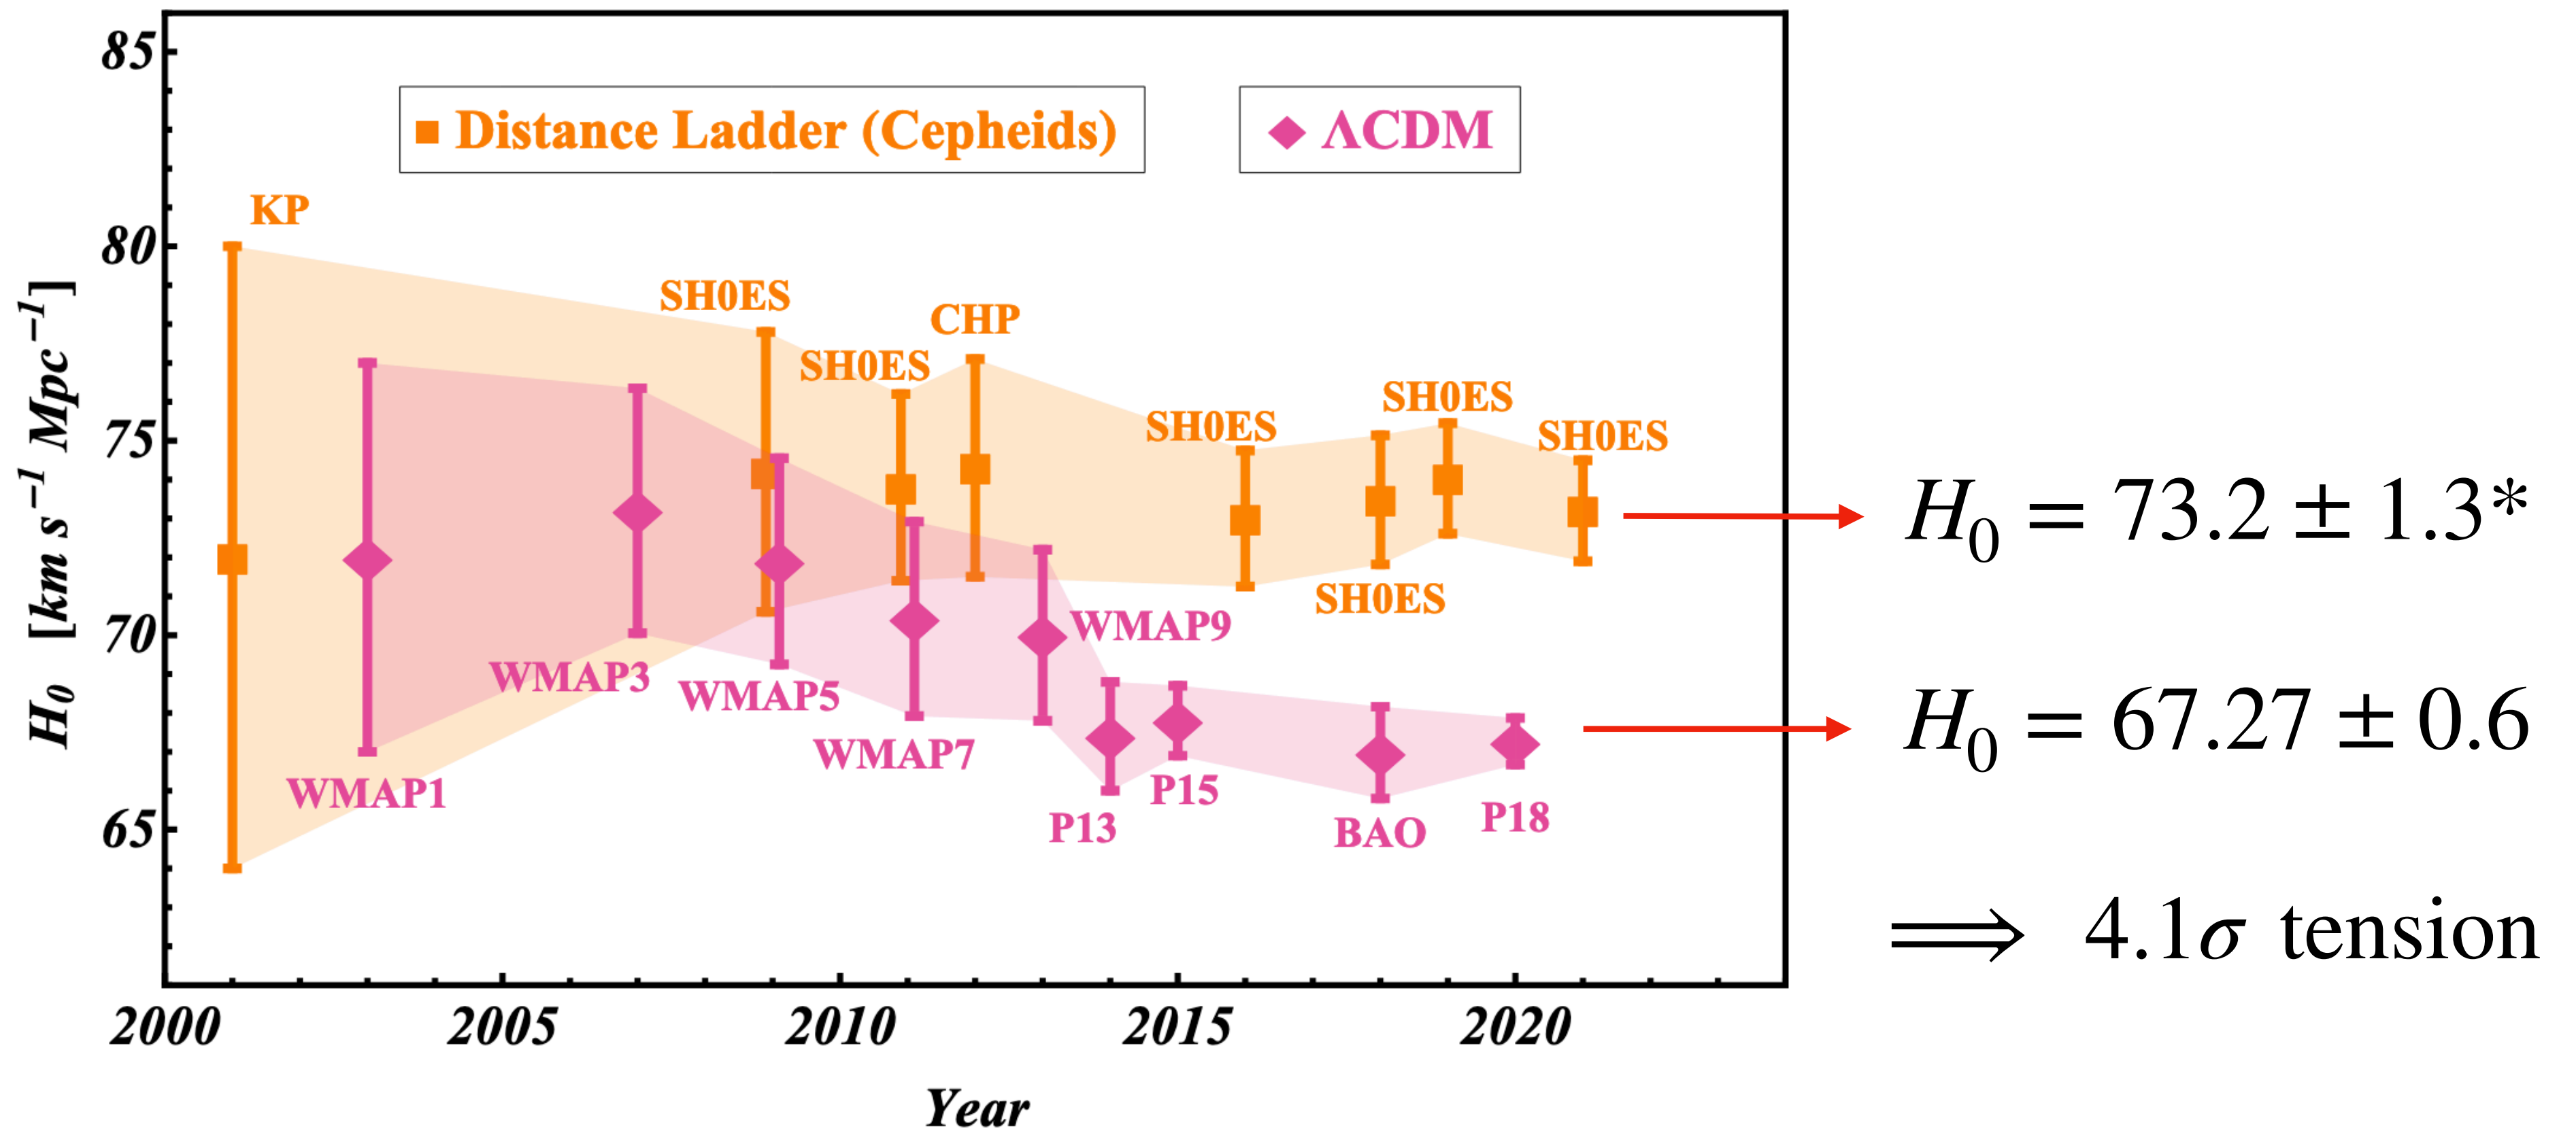 85
Distance Ladder (Cepheids)
ΛCDM
KP
80
SH0ES
CHP
SH0ES
SH0ES
SH0ES
75
SH0ES
SH0ES
70
WMAP9
WMAP3
WMAP5
WMAP7
WMAP1
P13
P15
BAO
P18
65
H₀ [km s⁻¹ Mpc⁻¹]
2000
2005
2010
2015
2020
Year
H₀ = 73.2 ± 1.3*
H₀ = 67.27 ± 0.6
⟹ 4.1σ tension